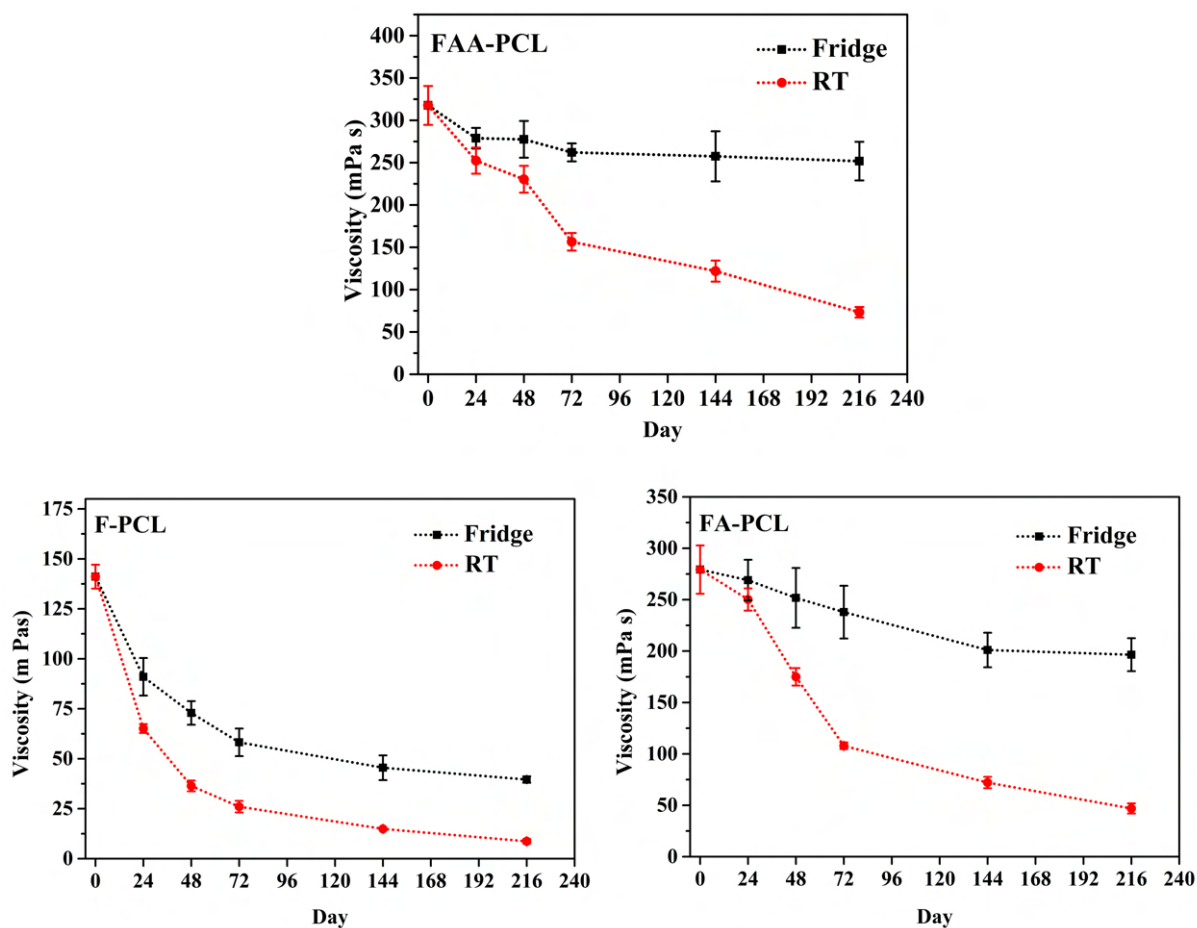 FAA-PCL
Fridge
RT
Viscosity (mPa s)
400
350
300
250
200
150
100
50
0
0 24 48 72 96 120 144 168 192 216 240
Day
F-PCL
Fridge
RT
Viscosity (m Pas)
175
150
125
100
75
50
25
0
0 24 48 72 96 120 144 168 192 216 240
Day
FA-PCL
Fridge
RT
Viscosity (mPa s)
350
300
250
200
150
100
50
0
0 24 48 72 96 120 144 168 192 216 240
Day